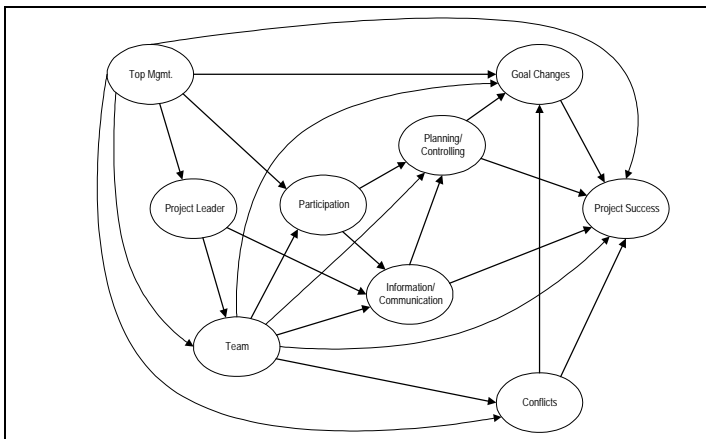 Top Mgmt.
Goal Changes
Planning/
Controlling
Project Leader
Participation
Project Success
Information/
Communication
Team
Conflicts